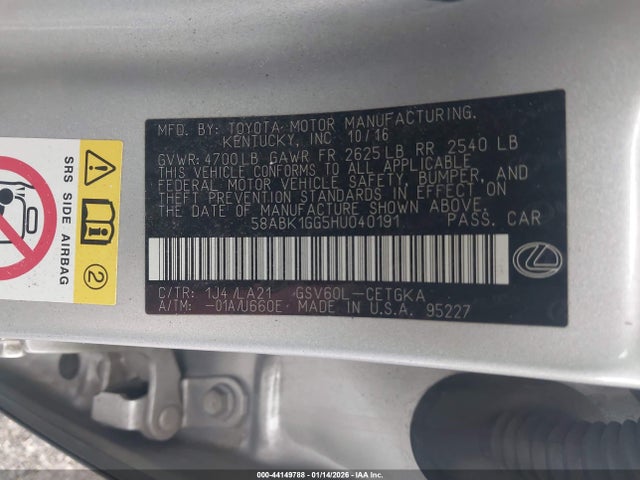 MFD. BY: TOYOTA MOTOR MANUFACTURING,
KENTUCKY, INC 10/16
GVWR: 4700LB GAWR FR 2625LB RR 2540 LB
THIS VEHICLE CONFORMS TO ALL APPLICABLE
FEDERAL MOTOR VEHICLE SAFETY, BUMPER, AND
THEFT PREVENTION STANDARDS IN EFFECT ON
THE DATE OF MANUFACTURE SHOWN ABOVE.
58ABK1GG5HU040191 PASS. CAR
C/TR: 1J4/LA21 GSV60L-CETGKA
A/TM: -01A/U660E MADE IN U.S.A. 95227
SRS SIDE AIRBAG
2
000-44149788 | 01/14/2026 | IAA Inc.